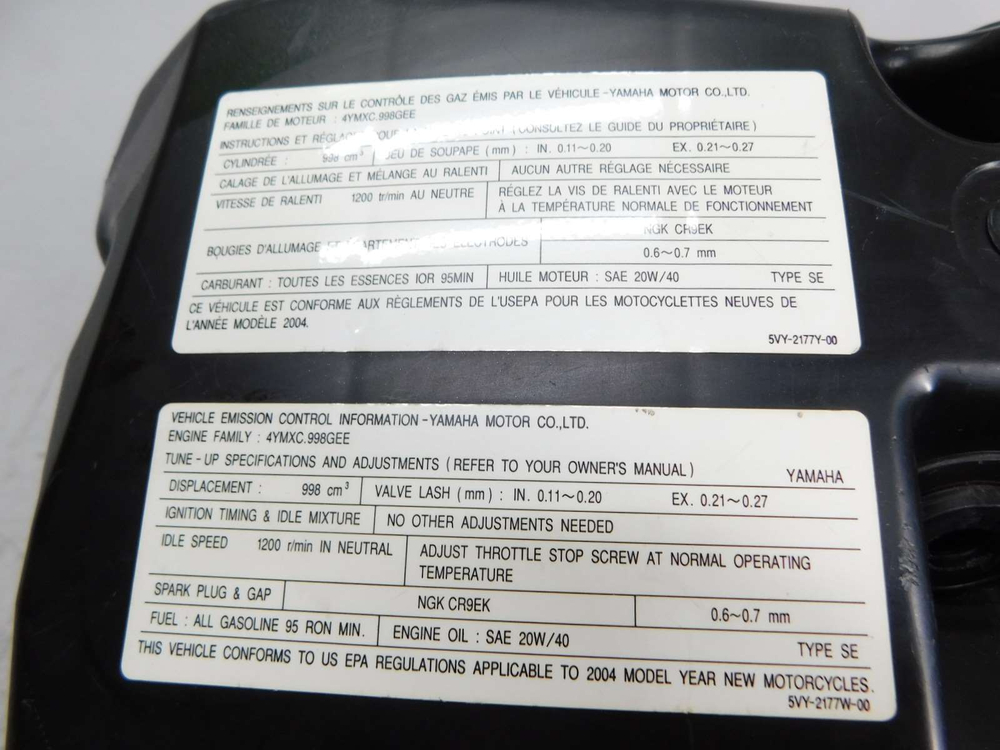 RENSEIGNEMENTS SUR LE CONTRÔLE DES GAZ ÉMIS PAR LE VÉHICULE-YAMAHA MOTOR CO.,LTD.
FAMILLE DE MOTEUR : 4YMXC.998GEE
INSTRUCTIONS ET (CONSULTEZ LE GUIDE DU PROPRIÉTAIRE)
CYLINDRÉE : 998 cm³ JEU DE SOUPAPE (mm) : IN. 0.11~0.20 EX. 0.21~0.27
CALAGE DE L'ALLUMAGE ET MÉLANGE AU RALENTI AUCUN AUTRE RÉGLAGE NÉCESSAIRE
VITESSE DE RALENTI 1200 tr/min AU NEUTRE RÉGLEZ LA VIS DE RALENTI AVEC LE MOTEUR
À LA TEMPÉRATURE NORMALE DE FONCTIONNEMENT
BOUGIES D'ALLUMAGE ÉLECTRODES NGK CR9EK
0.6~0.7 mm
CARBURANT : TOUTES LES ESSENCES IOR 95MIN HUILE MOTEUR : SAE 20W/40 TYPE SE
CE VÉHICULE EST CONFORME AUX RÈGLEMENTS DE L'USEPA POUR LES MOTOCYCLETTES NEUVES DE
L'ANNÉE MODÈLE 2004.
5VY-2177Y-00
VEHICLE EMISSION CONTROL INFORMATION-YAMAHA MOTOR CO.,LTD.
ENGINE FAMILY : 4YMXC.998GEE
TUNE-UP SPECIFICATIONS AND ADJUSTMENTS (REFER TO YOUR OWNER'S MANUAL) YAMAHA
DISPLACEMENT : 998 cm³ VALVE LASH (mm) : IN. 0.11~0.20 EX. 0.21~0.27
IGNITION TIMING & IDLE MIXTURE NO OTHER ADJUSTMENTS NEEDED
IDLE SPEED 1200 r/min IN NEUTRAL ADJUST THROTTLE STOP SCREW AT NORMAL OPERATING
TEMPERATURE
SPARK PLUG & GAP NGK CR9EK 0.6~0.7 mm
FUEL : ALL GASOLINE 95 RON MIN. ENGINE OIL : SAE 20W/40 TYPE SE
THIS VEHICLE CONFORMS TO US EPA REGULATIONS APPLICABLE TO 2004 MODEL YEAR NEW MOTORCYCLES.
5VY-2177W-00